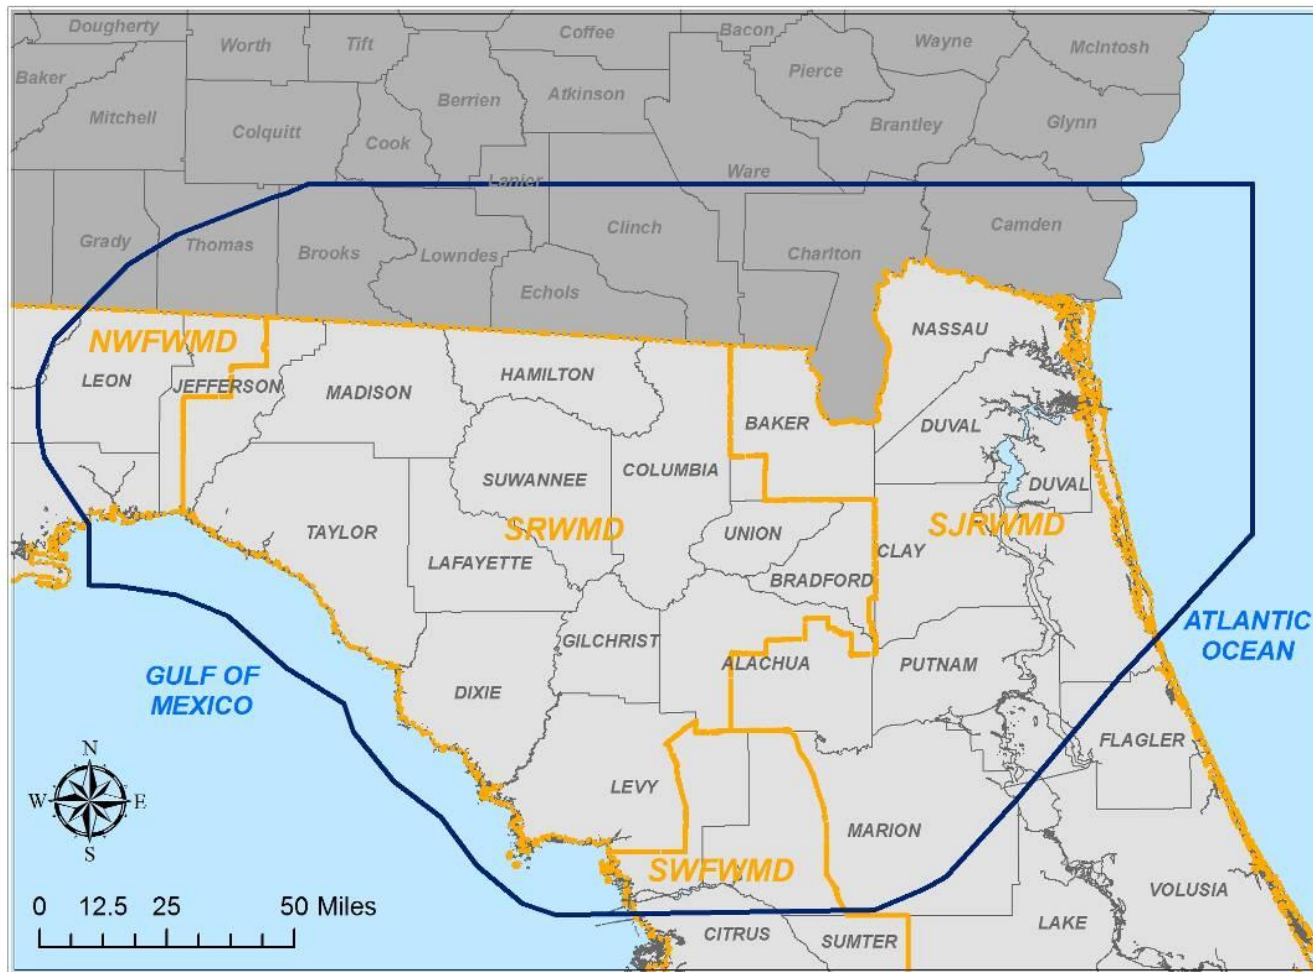 Dougherty
Worth
Tift
Coffee
Bacon
Wayne
McIntosh
Baker
Pierce
Berrien
Atkinson
Mitchell
Colquitt
Cook
Brantley
Glynn
Ware
Lanier
Grady
Thomas
Brooks
Lowndes
Clinch
Charlton
Camden
Echols
NWFWMD
NASSAU
LEON
JEFFERSON
MADISON
HAMILTON
BAKER
DUVAL
COLUMBIA
SUWANNEE
DUVAL
TAYLOR
SRWMD
UNION
SJRWMD
CLAY
LAFAYETTE
BRADFORD
GILCHRIST
ATLANTIC
OCEAN
ALACHUA
PUTNAM
GULF OF
MEXICO
DIXIE
FLAGLER
N
W
E
S
LEVY
MARION
SWFWMD
VOLUSIA
0 12.5 25 50 Miles
CITRUS
SUMTER
LAKE